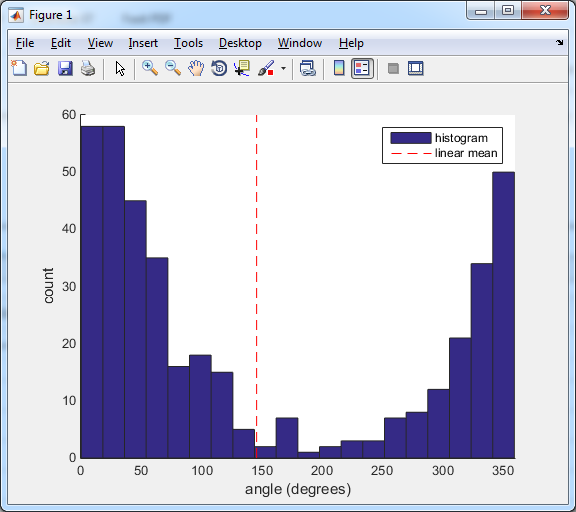 Figure 1
File Edit View Insert Tools Desktop Window Help
60
50
40
30
20
10
0
count
histogram
linear mean
0 50 100 150 200 250 300 350
angle (degrees)